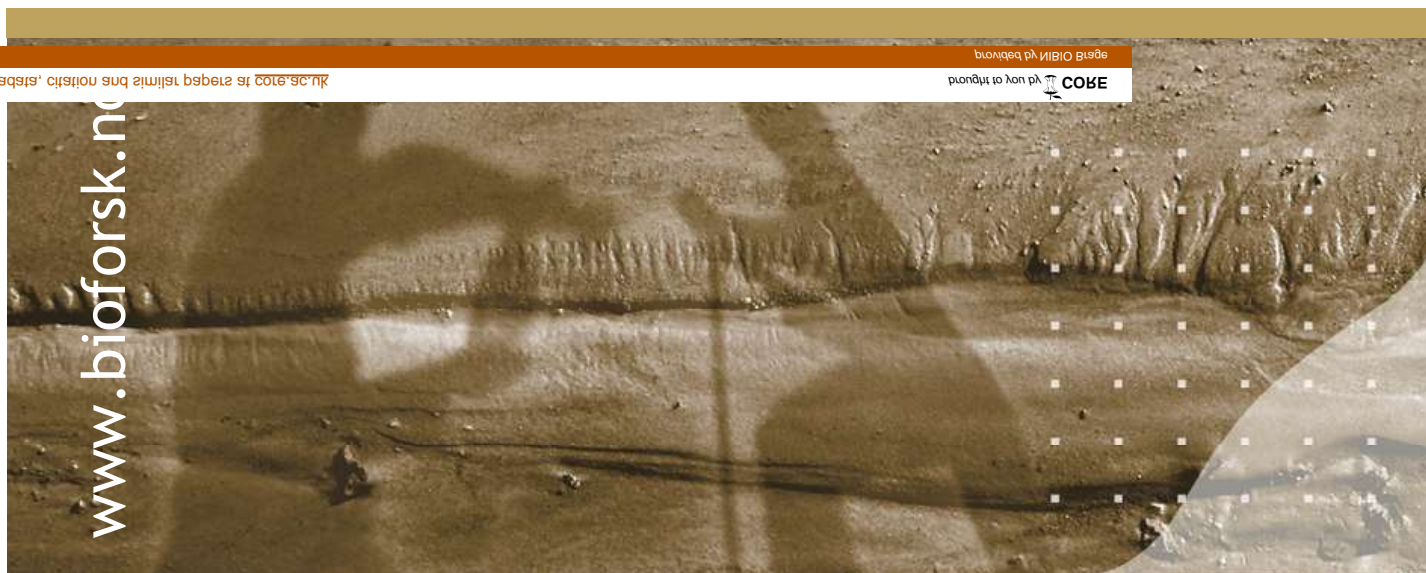 provided by NIBIO Brage
adata, citation and similar papers at core.ac.uk
brought to you by CORE
www.bioforsk.no